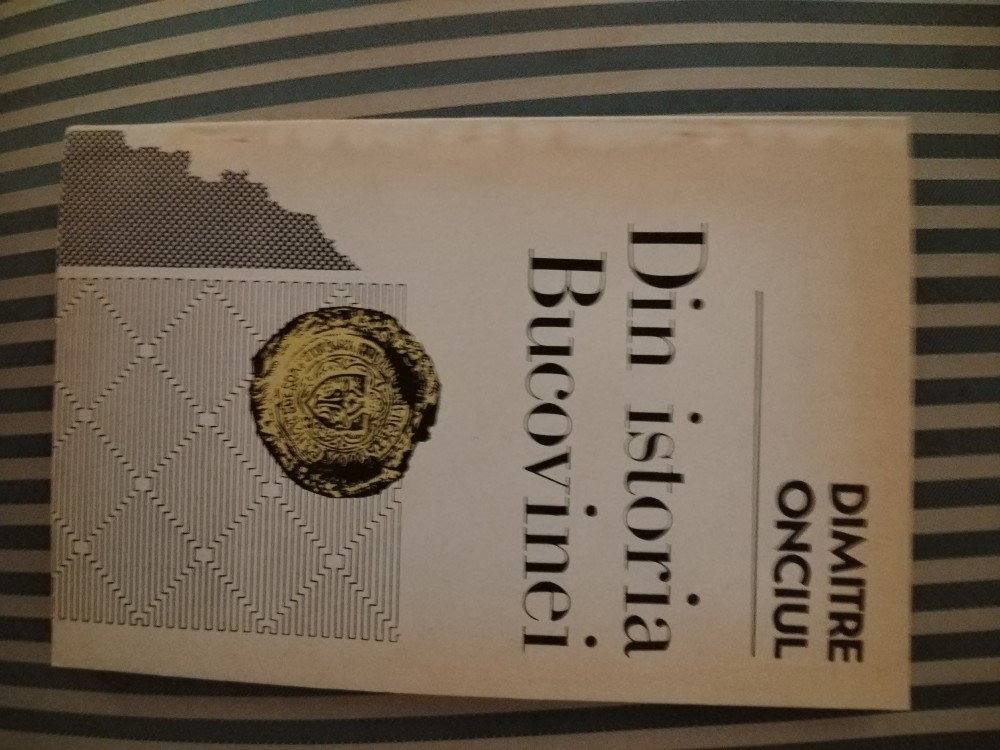 DIMITRE
ONCIUL
Din istoria
Bucovinei